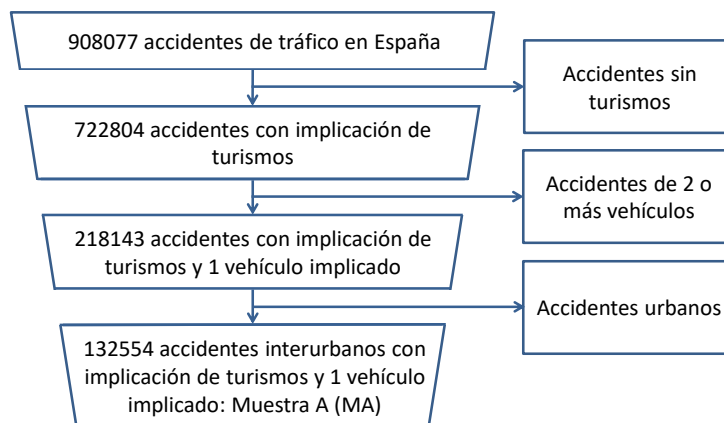 908077 accidentes de tráfico en España
Accidentes sin
turismos
722804 accidentes con implicación de
turismos
Accidentes de 2 o
más vehículos
218143 accidentes con implicación de
turismos y 1 vehículo implicado
Accidentes urbanos
132554 accidentes interurbanos con
implicación de turismos y 1 vehículo
implicado: Muestra A (MA)